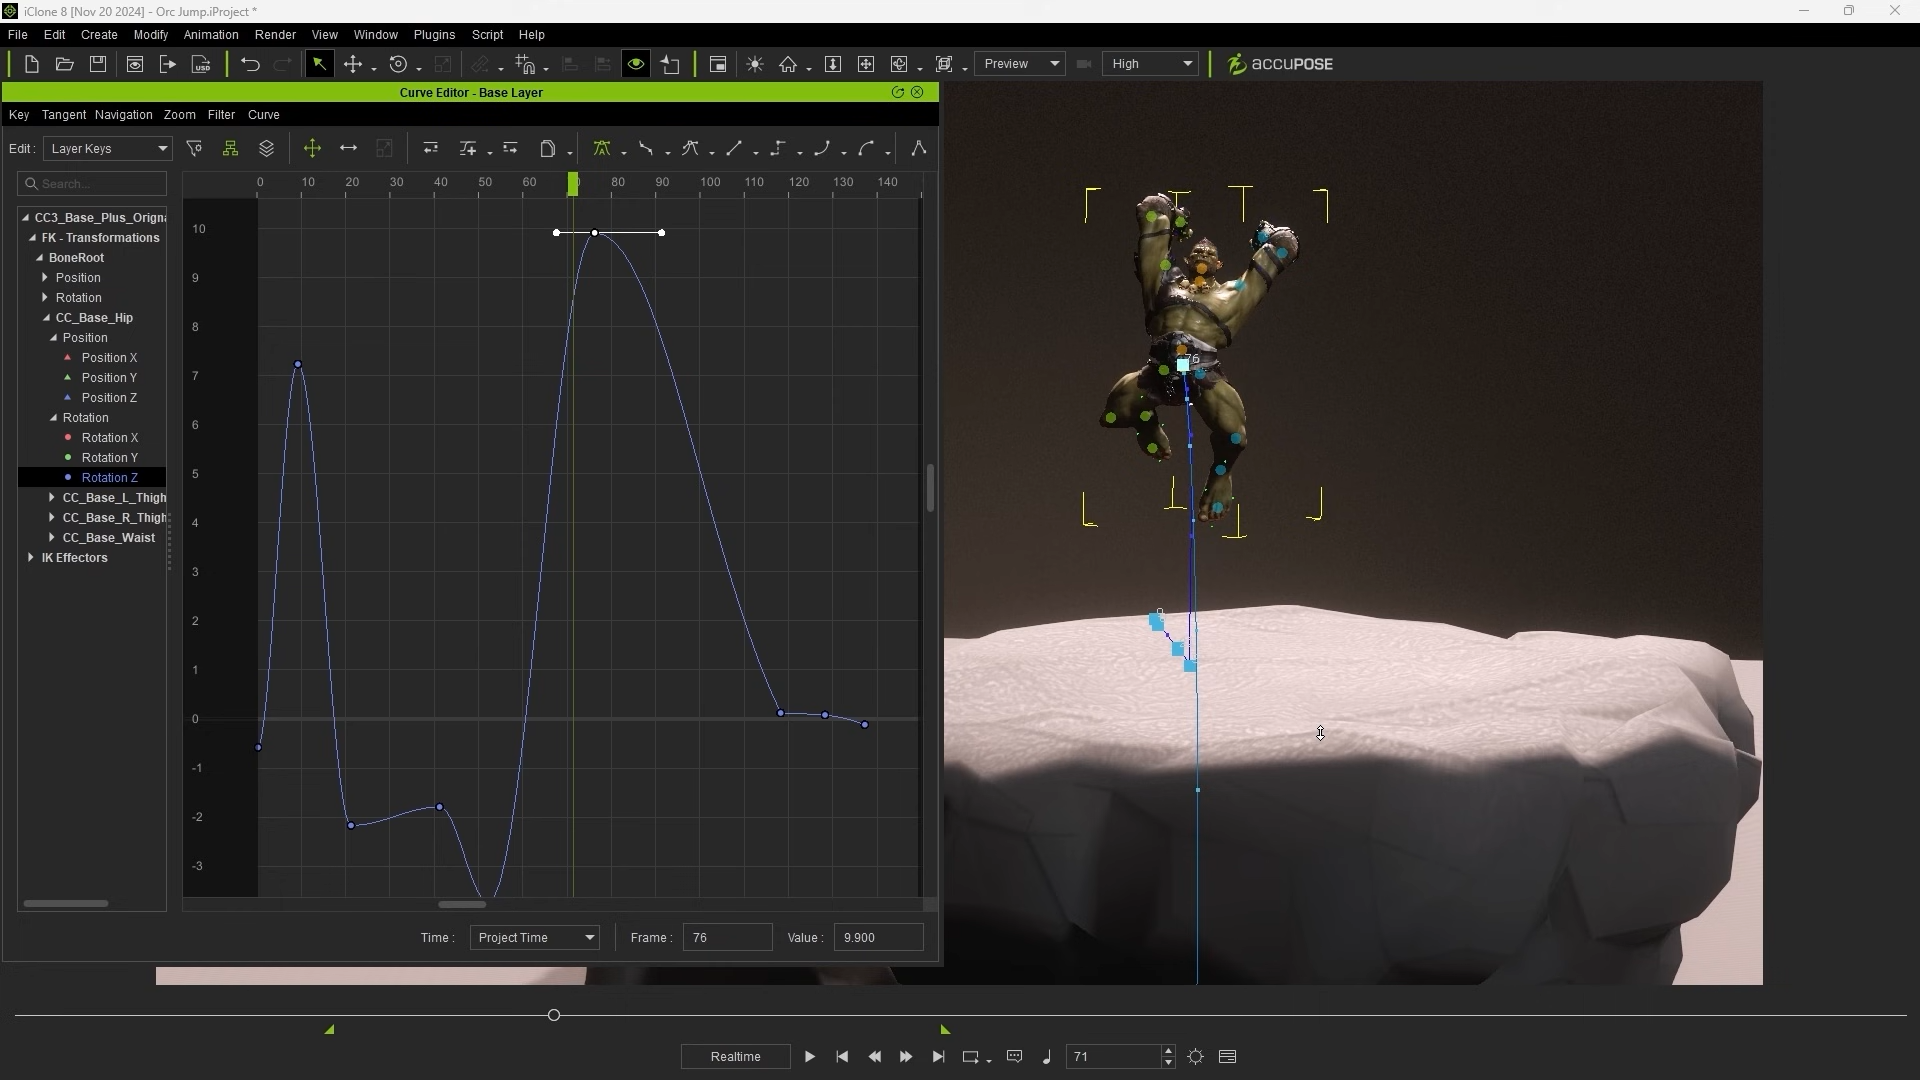 iClone 8 [Nov 20 2024] - Orc Jump.iProject *
File Edit Create Modify Animation Render View Window Plugins Script Help
USD Preview High ACCUPOSE
Curve Editor - Base Layer
Key Tangent Navigation Zoom Filter Curve
Edit : Layer Keys
Search...
0 10 20 30 40 50 60 80 90 100 110 120 130 140
CC3_Base_Plus_Origna
FK - Transformations
BoneRoot
Position
Rotation
CC_Base_Hip
Position
Position X
Position Y
Position Z
Rotation
Rotation X
Rotation Y
Rotation Z
CC_Base_L_Thigh
CC_Base_R_Thigh
CC_Base_Waist
IK Effectors
10
9
8
7
6
5
4
3
2
1
0
-1
-2
-3
76
Time : Project Time Frame : 76 Value : 9.900
Realtime 71